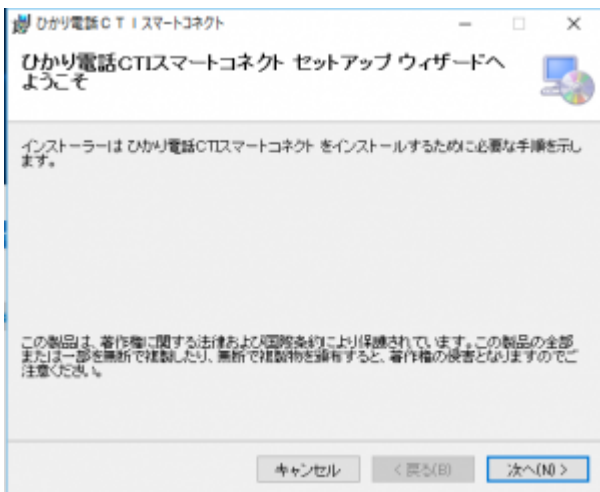 ひかり電話ＣＴＩスマートコネクト
ひかり電話CTIスマートコネクト セットアップ ウィザードへ
ようこそ
インストーラーは ひかり電話CTIスマートコネクト をインストールするために必要な手順を示し
ます。
この製品は、著作権に関する法律および国際条約により保護されています。この製品の全部
または一部を無断で複製したり、無断で複製物を頒布すると、著作権の侵害となりますのでご
注意ください。
キャンセル
< 戻る(B)
次へ(N) >